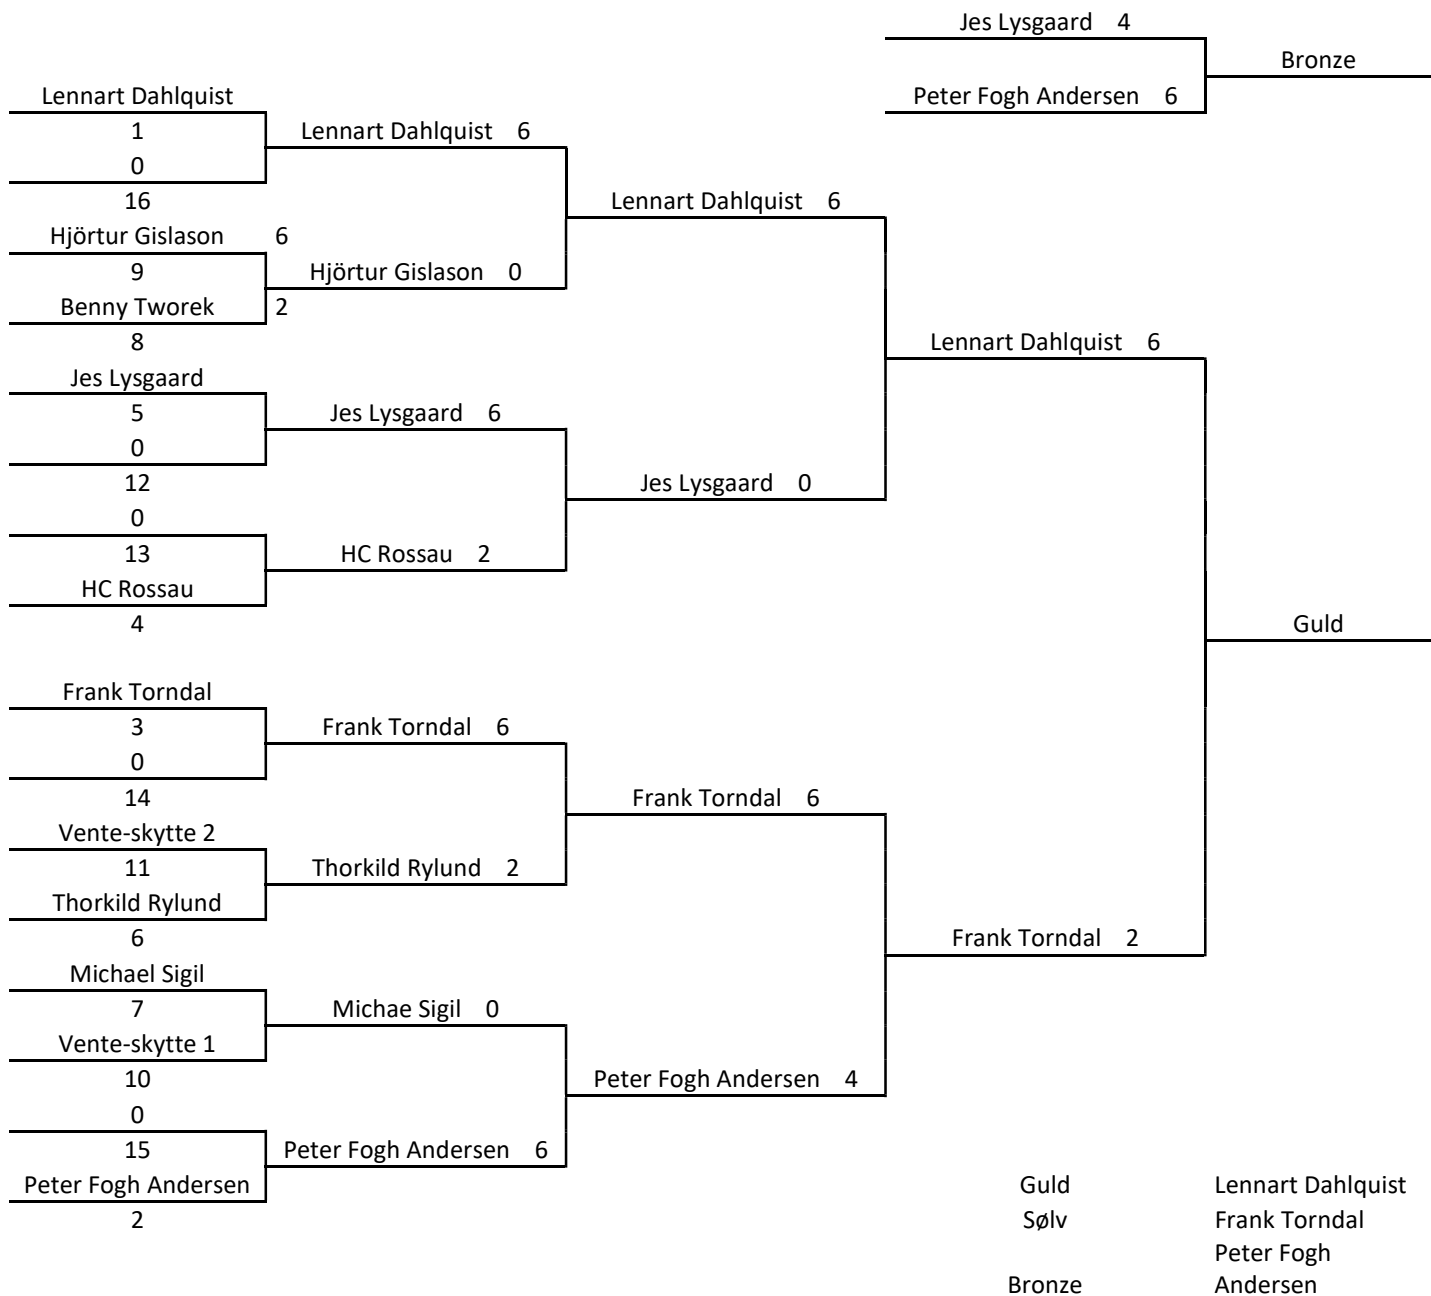 Jes Lysgaard 4
Bronze
Lennart Dahlquist
Peter Fogh Andersen 6
1
Lennart Dahlquist 6
0
16
Lennart Dahlquist 6
Hjörtur Gislason 6
9
Hjörtur Gislason 0
Benny Tworek 2
8
Lennart Dahlquist 6
Jes Lysgaard
5
Jes Lysgaard 6
0
12
Jes Lysgaard 0
0
13
HC Rossau 2
HC Rossau
4
Guld
Frank Torndal
3
Frank Torndal 6
0
14
Frank Torndal 6
Vente-skytte 2
11
Thorkild Rylund 2
Thorkild Rylund
6
Frank Torndal 2
Michael Sigil
7
Michae Sigil 0
Vente-skytte 1
10
Peter Fogh Andersen 4
0
15
Peter Fogh Andersen 6
Peter Fogh Andersen
2
Guld Lennart Dahlquist
Sølv Frank Torndal
Peter Fogh
Bronze Andersen